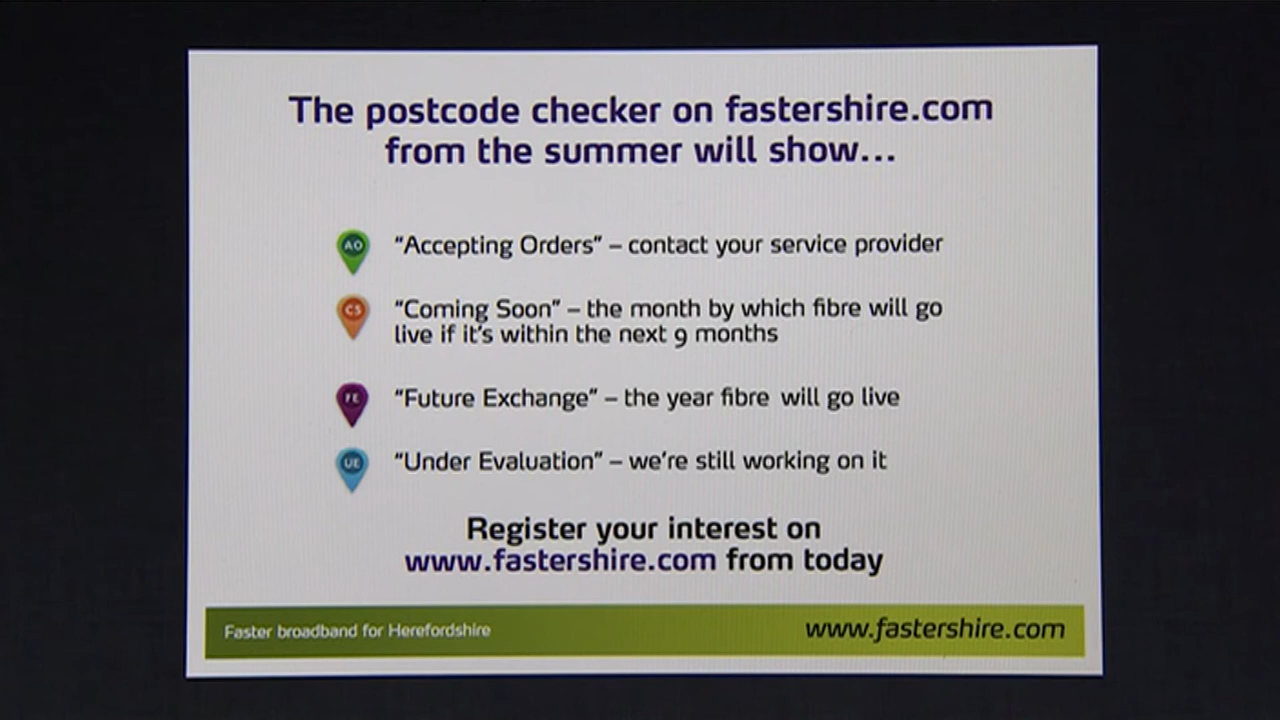 The postcode checker on fastershire.com
from the summer will show...
AO
“Accepting Orders” – contact your service provider
CS
“Coming Soon” – the month by which fibre will go
live if it's within the next 9 months
FE
“Future Exchange” – the year fibre will go live
UE
“Under Evaluation” – we're still working on it
Register your interest on
www.fastershire.com from today
Faster broadband for Herefordshire
www.fastershire.com